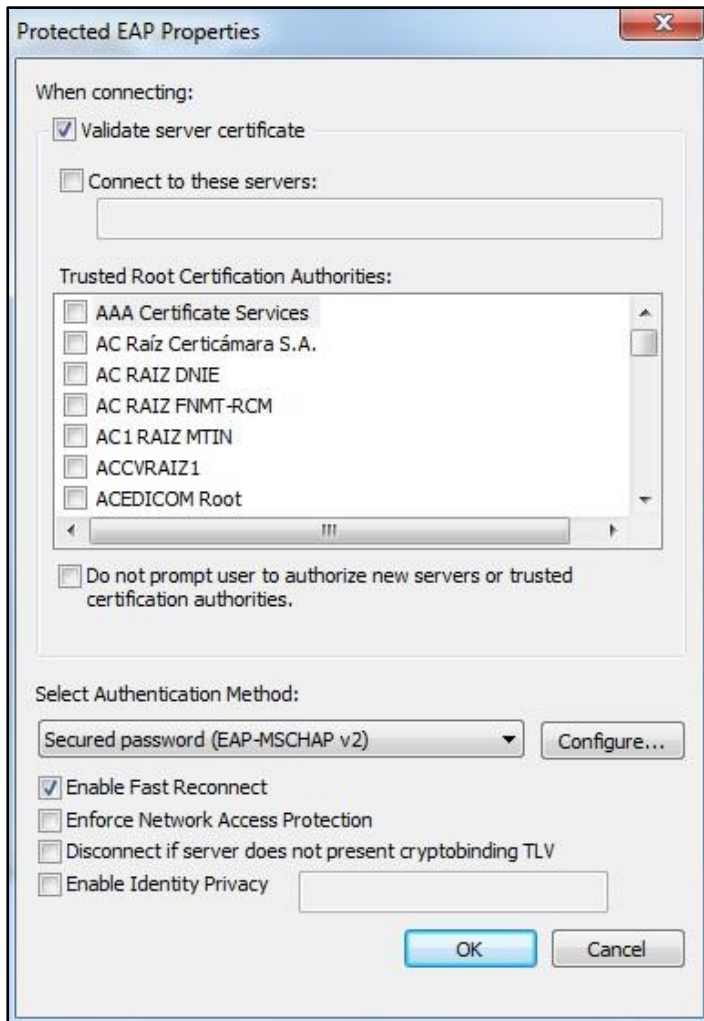 Protected EAP Properties
When connecting:
Validate server certificate
Connect to these servers:
Trusted Root Certification Authorities:
AAA Certificate Services
AC Raíz Certicámara S.A.
AC RAIZ DNIE
AC RAIZ FNMT-RCM
AC1 RAIZ MTIN
ACCVRAIZ1
ACEDICOM Root
Do not prompt user to authorize new servers or trusted
certification authorities.
Select Authentication Method:
Secured password (EAP-MSCHAP v2)
Configure...
Enable Fast Reconnect
Enforce Network Access Protection
Disconnect if server does not present cryptobinding TLV
Enable Identity Privacy
OK
Cancel